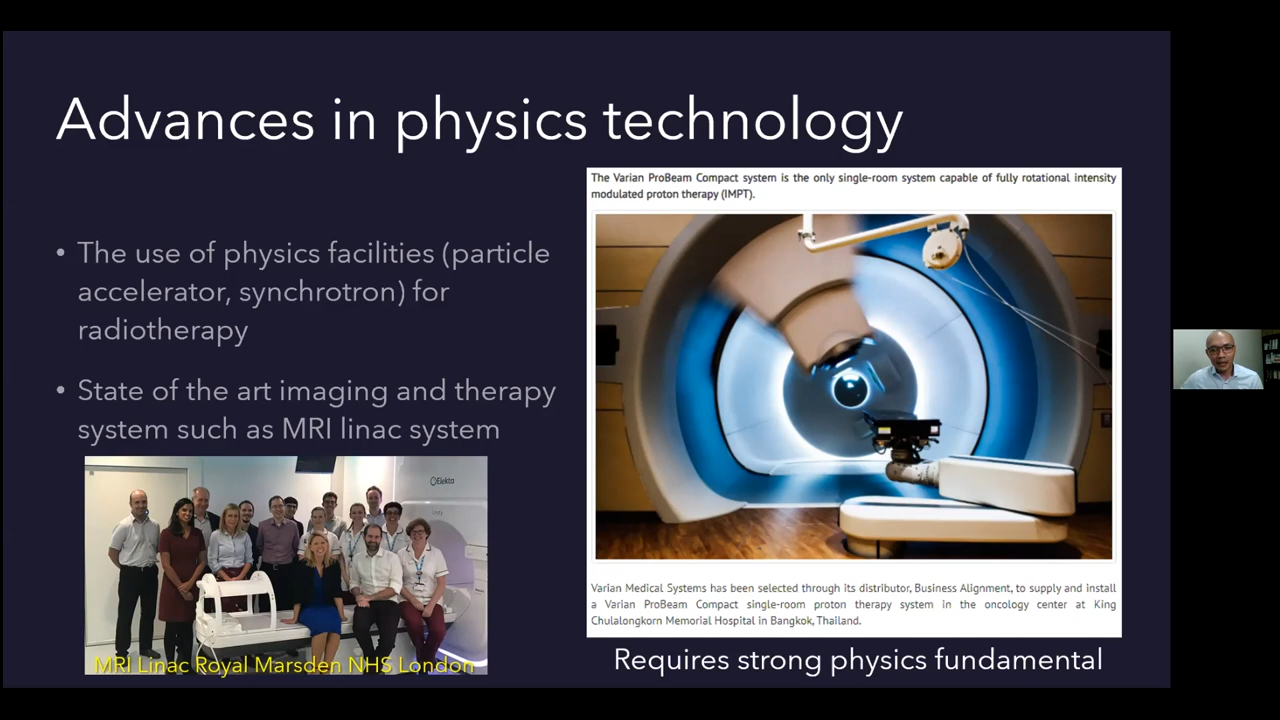 Advances in physics technology
• The use of physics facilities (particle
accelerator, synchrotron) for
radiotherapy
• State of the art imaging and therapy
system such as MRI linac system
Elekta
Unity
MRI Linac Royal Marsden NHS London
The Varian ProBeam Compact system is the only single-room system capable of fully rotational intensity
modulated proton therapy (IMPT).
Varian Medical Systems has been selected through its distributor, Business Alignment, to supply and install
a Varian ProBeam Compact single-room proton therapy system in the oncology center at King
Chulalongkorn Memorial Hospital in Bangkok, Thailand.
Requires strong physics fundamental